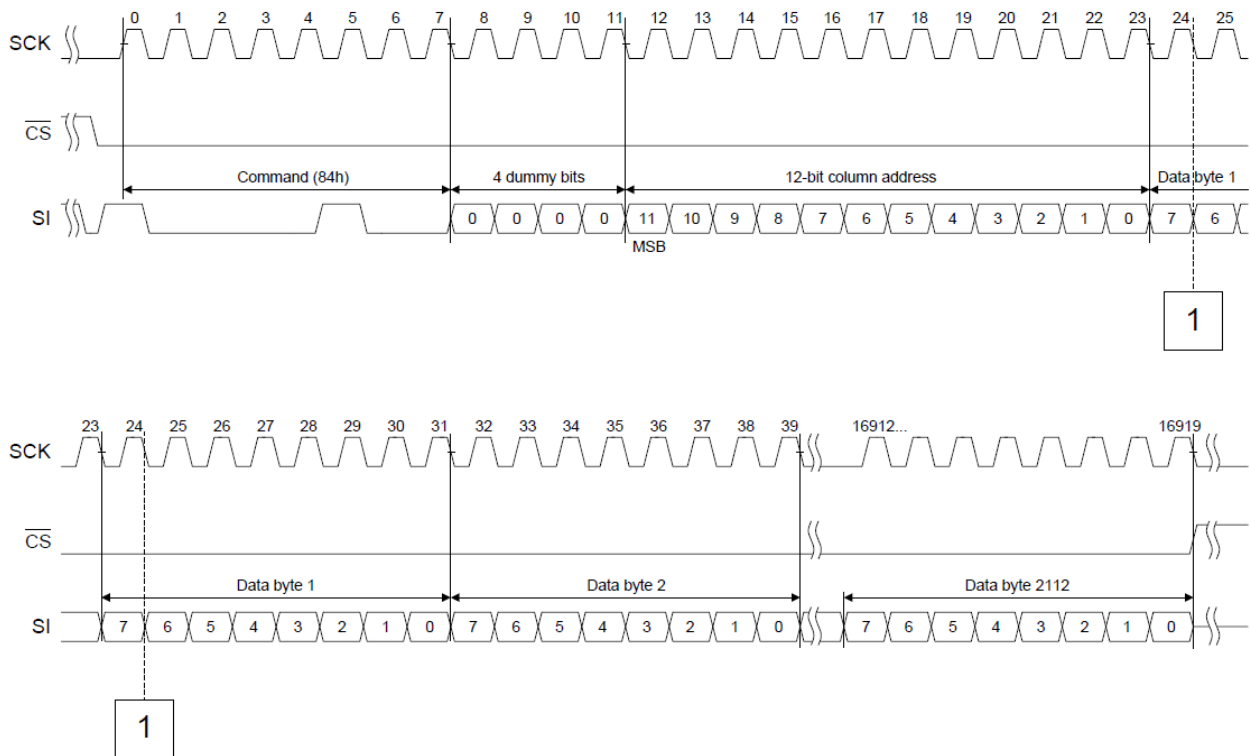 0 1 2 3 4 5 6 7 8 9 10 11 12 13 14 15 16 17 18 19 20 21 22 23 24 25
SCK
CS
Command (84h) 4 dummy bits 12-bit column address Data byte 1
SI 0 0 0 0 11 10 9 8 7 6 5 4 3 2 1 0 7 6
MSB
1
23 24 25 26 27 28 29 30 31 32 33 34 35 36 37 38 39 16912... 16919
SCK
CS
Data byte 1 Data byte 2 Data byte 2112
SI 7 6 5 4 3 2 1 0 7 6 5 4 3 2 1 0 7 6 5 4 3 2 1 0
1